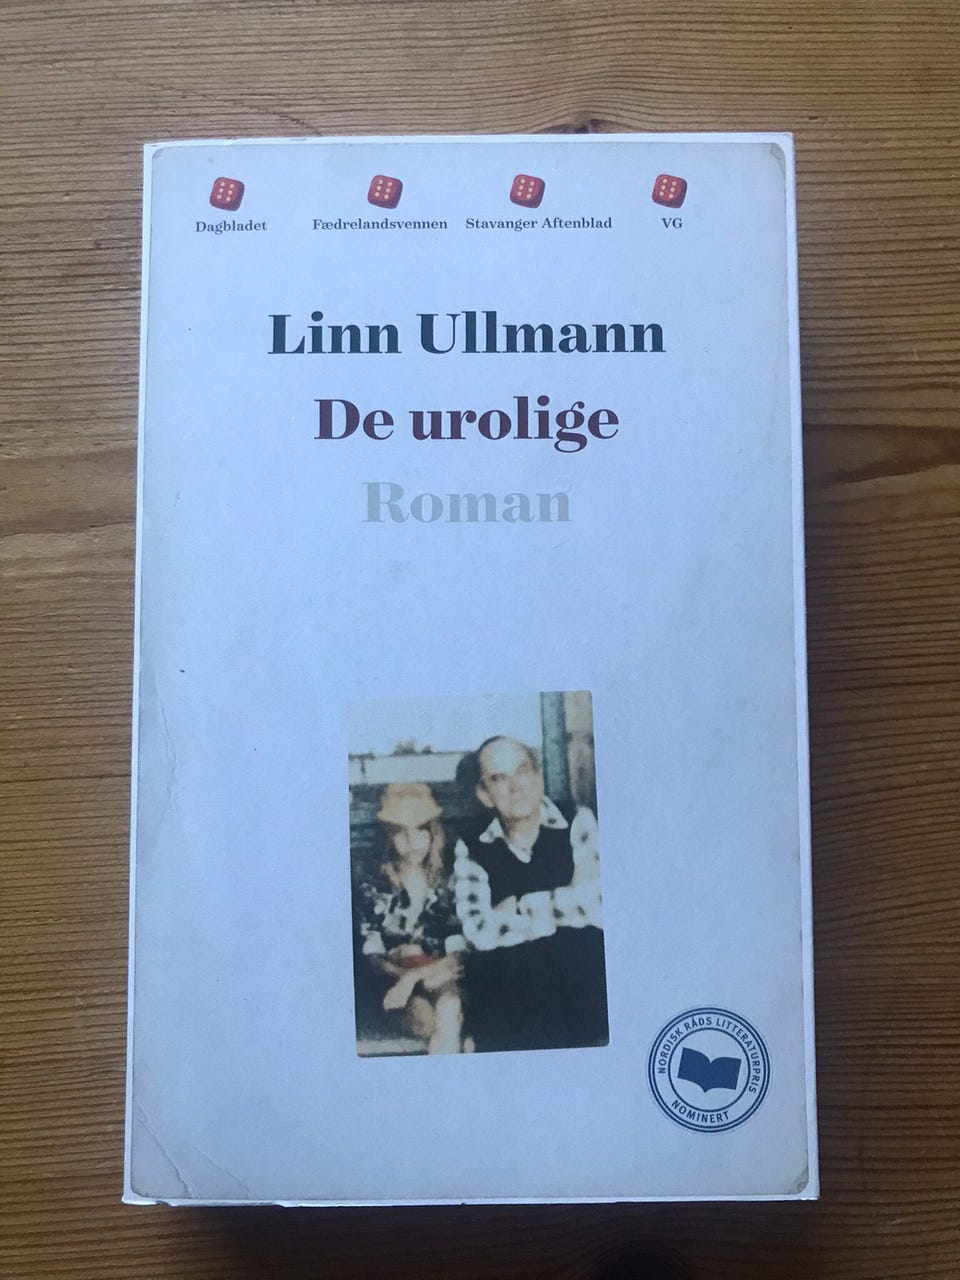 Dagbladet
Fædrelandsvennen
Stavanger Aftenblad
VG
Linn Ullmann
De urolige
Roman
NORDISK RÅDS LITTERATURPRIS
NOMINERT